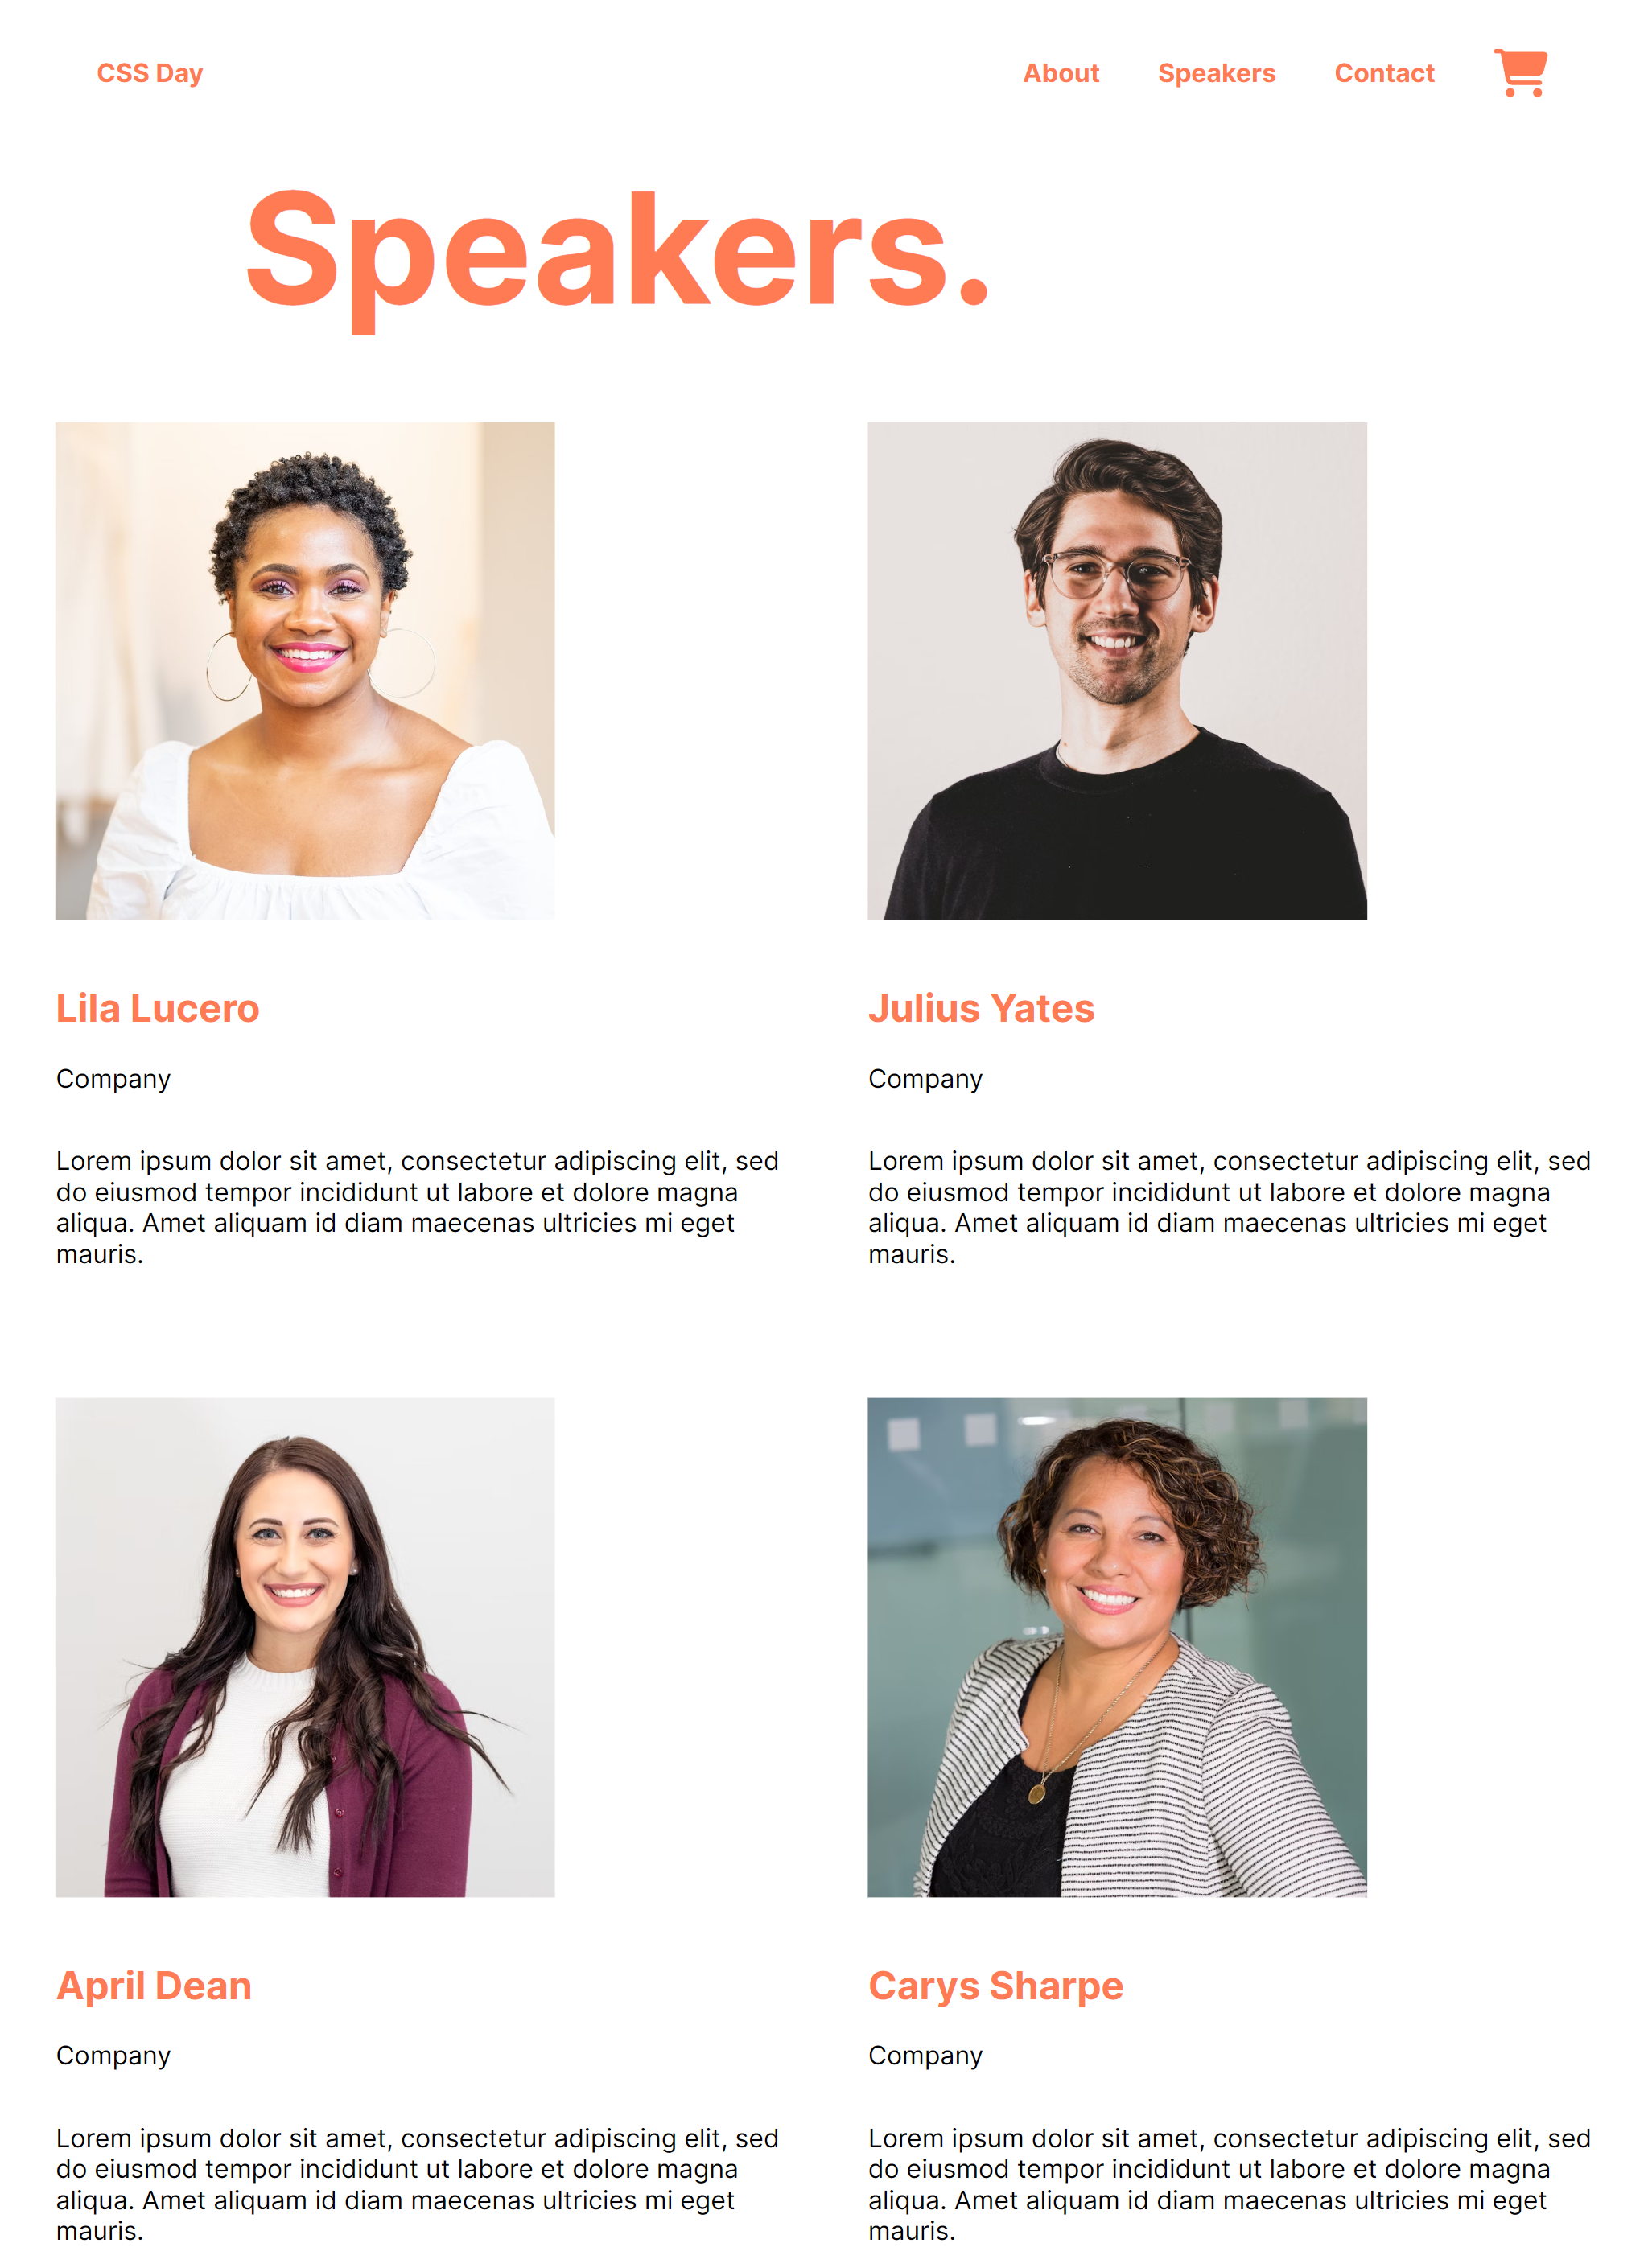 CSS Day
About
Speakers
Contact
Speakers.
Lila Lucero
Company
Lorem ipsum dolor sit amet, consectetur adipiscing elit, sed
do eiusmod tempor incididunt ut labore et dolore magna
aliqua. Amet aliquam id diam maecenas ultricies mi eget
mauris.
Julius Yates
Company
Lorem ipsum dolor sit amet, consectetur adipiscing elit, sed
do eiusmod tempor incididunt ut labore et dolore magna
aliqua. Amet aliquam id diam maecenas ultricies mi eget
mauris.
April Dean
Company
Lorem ipsum dolor sit amet, consectetur adipiscing elit, sed
do eiusmod tempor incididunt ut labore et dolore magna
aliqua. Amet aliquam id diam maecenas ultricies mi eget
mauris.
Carys Sharpe
Company
Lorem ipsum dolor sit amet, consectetur adipiscing elit, sed
do eiusmod tempor incididunt ut labore et dolore magna
aliqua. Amet aliquam id diam maecenas ultricies mi eget
mauris.